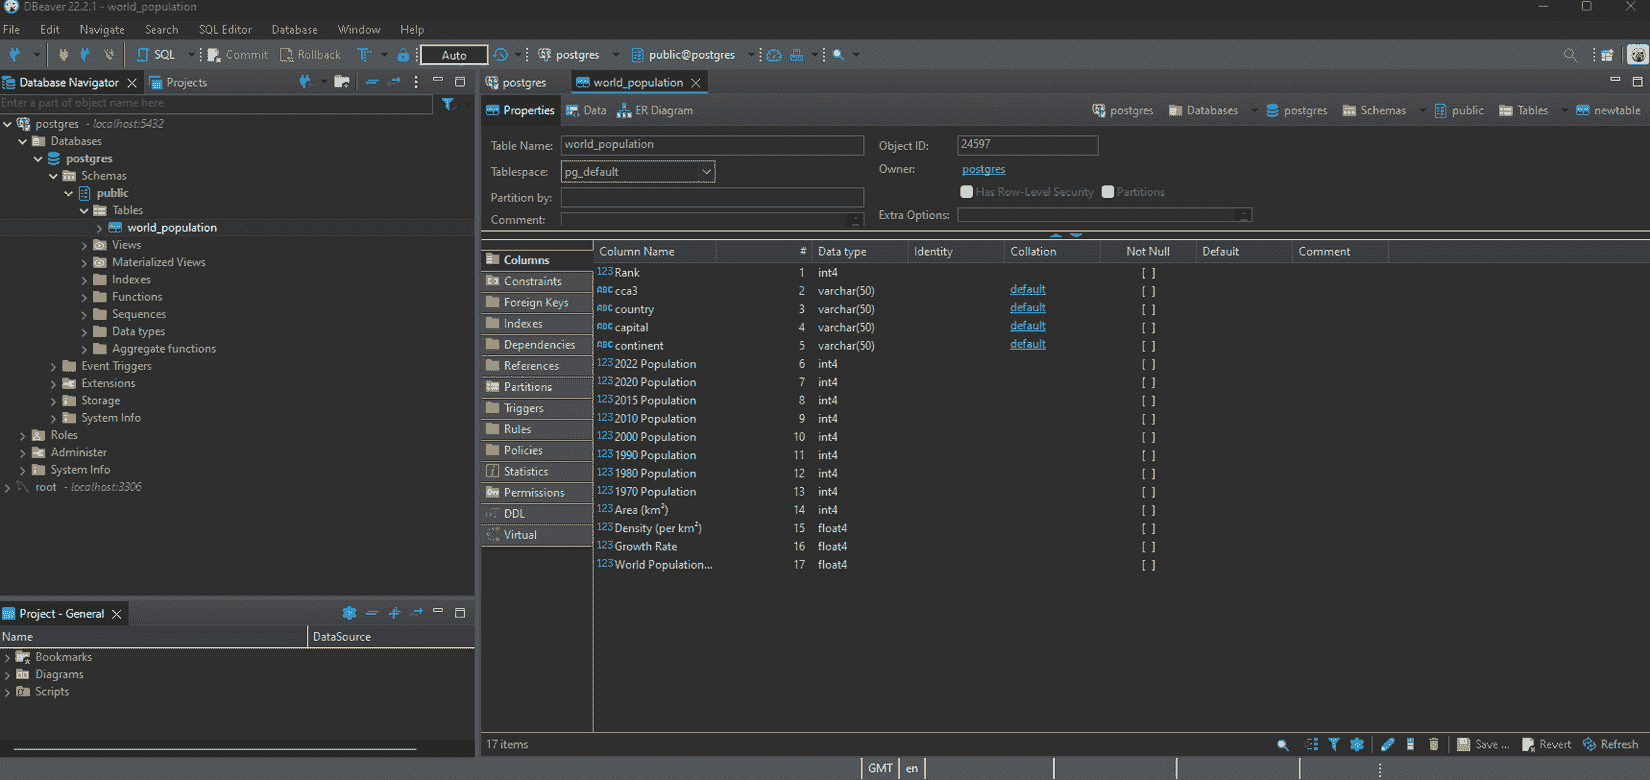 DBeaver 22.2.1 - world_population
File Edit Navigate Search SQL Editor Database Window Help
SQL Commit Rollback T Auto postgres public@postgres
Database Navigator Projects
Enter a part of object name here
postgres - localhost:5432
Databases
postgres
Schemas
public
Tables
world_population
Views
Materialized Views
Indexes
Functions
Sequences
Data types
Aggregate functions
Event Triggers
Extensions
Storage
System Info
Roles
Administer
System Info
root - localhost:3306
Project - General
Name DataSource
Bookmarks
Diagrams
Scripts
postgres world_population
Properties Data ER Diagram postgres Databases postgres Schemas public Tables newtable
Table Name: world_population Object ID: 24597
Tablespace: pg_default Owner: postgres
Partition by: Has Row-Level Security Partitions
Comment: Extra Options:
Columns
Constraints
Foreign Keys
Indexes
Dependencies
References
Partitions
Triggers
Rules
Policies
Statistics
Permissions
DDL
Virtual
Column Name # Data type Identity Collation Not Null Default Comment
123 Rank 1 int4 [ ]
ABC cca3 2 varchar(50) default [ ]
ABC country 3 varchar(50) default [ ]
ABC capital 4 varchar(50) default [ ]
ABC continent 5 varchar(50) default [ ]
123 2022 Population 6 int4 [ ]
123 2020 Population 7 int4 [ ]
123 2015 Population 8 int4 [ ]
123 2010 Population 9 int4 [ ]
123 2000 Population 10 int4 [ ]
123 1990 Population 11 int4 [ ]
123 1980 Population 12 int4 [ ]
123 1970 Population 13 int4 [ ]
123 Area (km²) 14 int4 [ ]
123 Density (per km²) 15 float4 [ ]
123 Growth Rate 16 float4 [ ]
123 World Population... 17 float4 [ ]
17 items Save ... Revert Refresh
GMT en